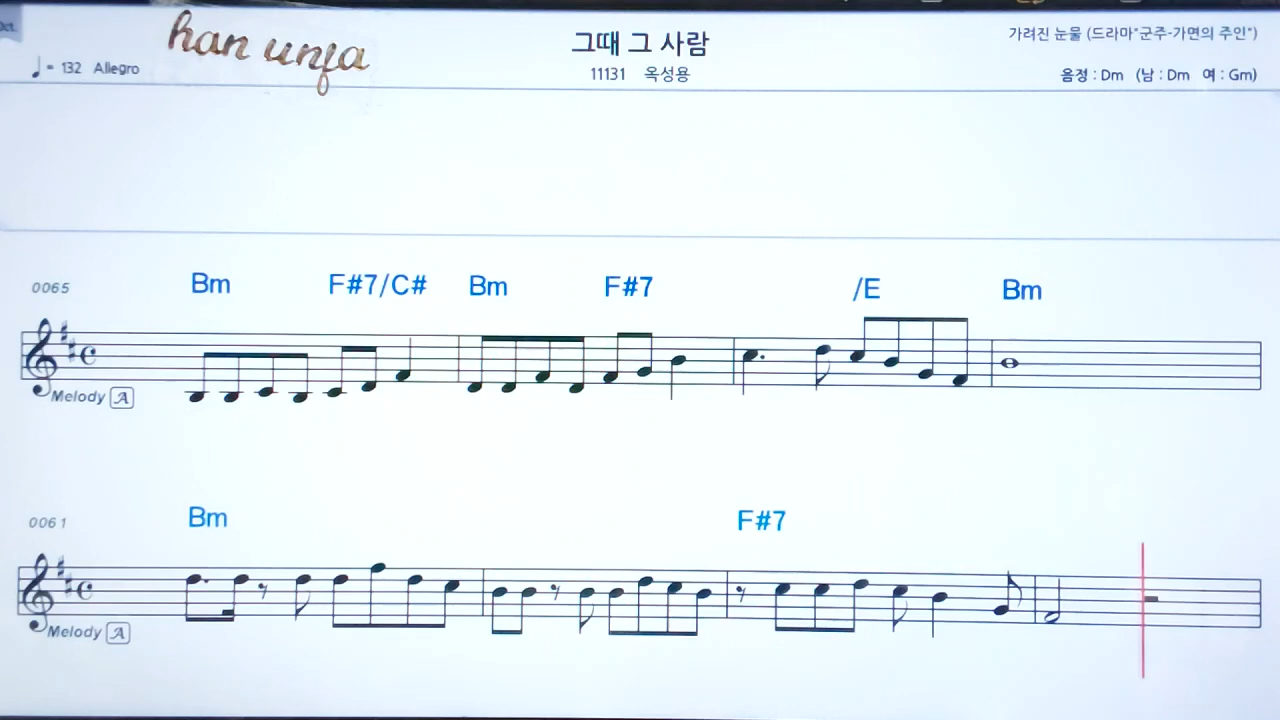 Oct.
han unja
그때 그 사람
가려진 눈물 (드라마"군주-가면의 주인")
♩= 132 Allegro
11131 옥성용
음정 : Dm (남 : Dm 여 : Gm)
0065
Bm F#7/C# Bm F#7 /E Bm
Melody A
0061
Bm F#7
Melody A